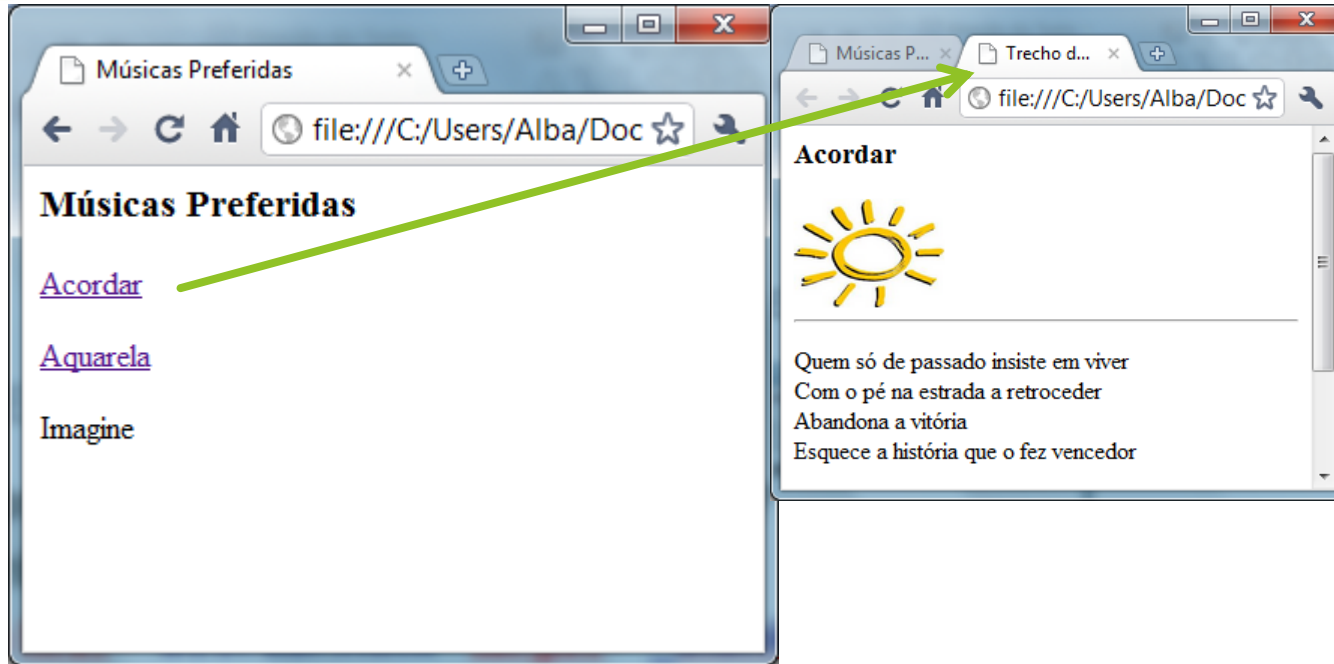 Músicas Preferidas
file:///C:/Users/Alba/Doc
Músicas Preferidas
Acordar
Aquarela
Imagine
Músicas P...
Trecho d...
file:///C:/Users/Alba/Doc
Acordar
Quem só de passado insiste em viver
Com o pé na estrada a retroceder
Abandona a vitória
Esquece a história que o fez vencedor